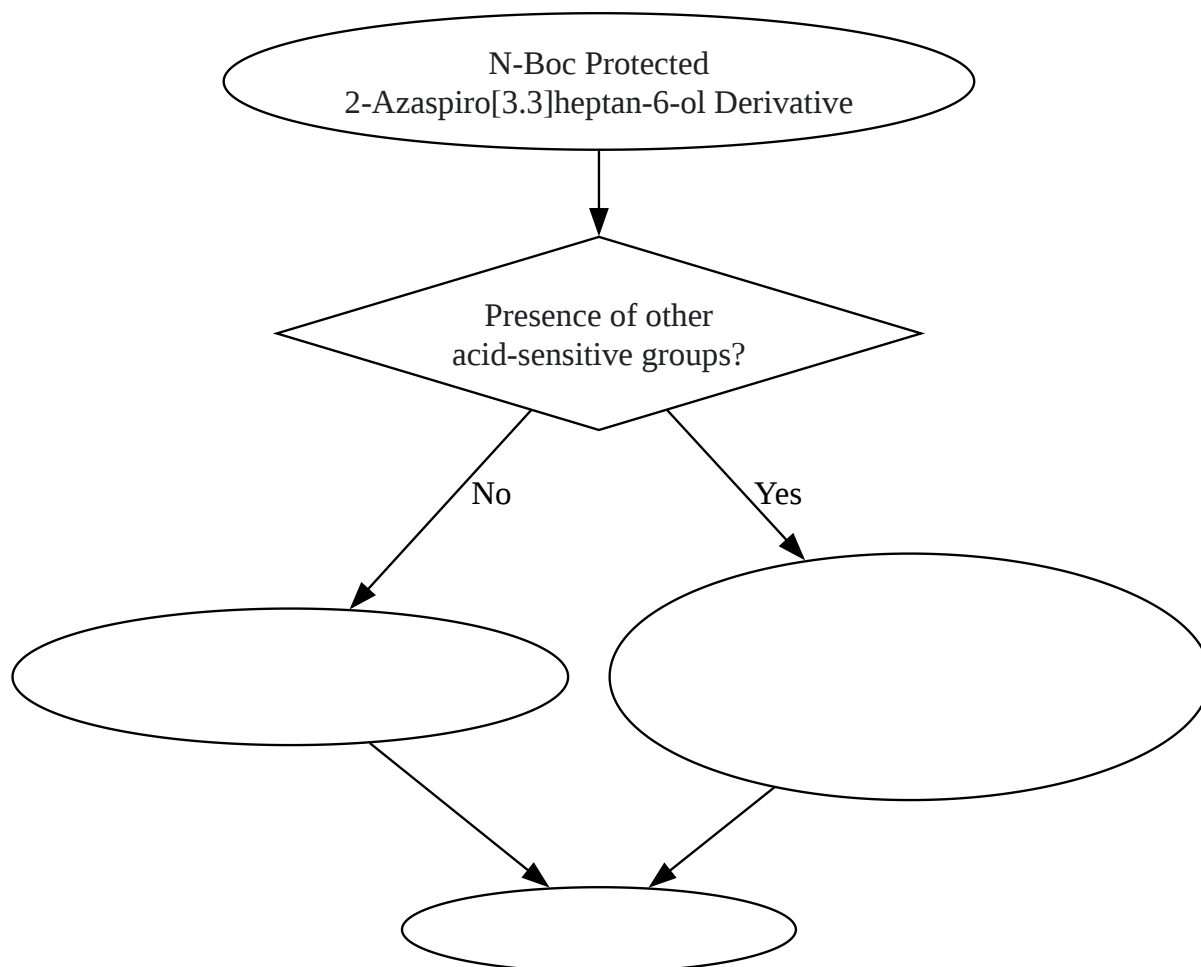 N-Boc Protected
2-Azaspiro[3.3]heptan-6-ol Derivative
Presence of other
acid-sensitive groups?
No
Yes